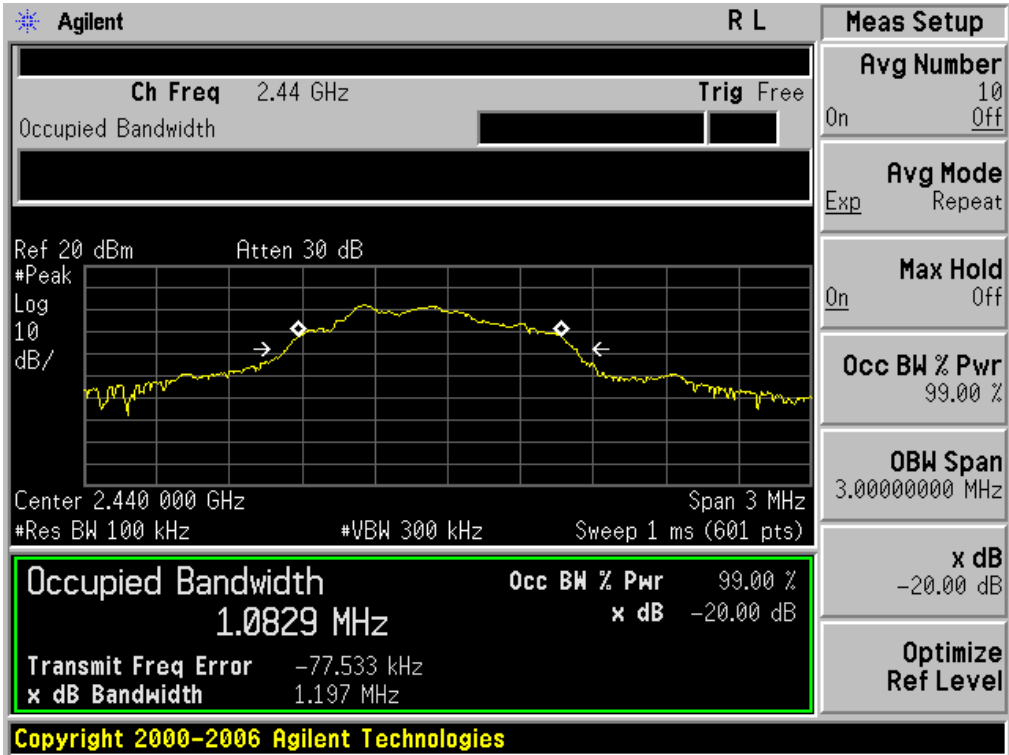 Agilent R L
Ch Freq 2.44 GHz Trig Free
Occupied Bandwidth
Ref 20 dBm Atten 30 dB
#Peak
Log
10
dB/
Center 2.440 000 GHz Span 3 MHz
#Res BW 100 kHz #VBW 300 kHz Sweep 1 ms (601 pts)
Occupied Bandwidth Occ BW % Pwr 99.00 %
1.0829 MHz x dB -20.00 dB
Transmit Freq Error -77.533 kHz
x dB Bandwidth 1.197 MHz
Copyright 2000-2006 Agilent Technologies
Meas Setup
Avg Number
10
On Off
Avg Mode
Exp Repeat
Max Hold
On Off
Occ BW % Pwr
99.00 %
OBW Span
3.00000000 MHz
x dB
-20.00 dB
Optimize
Ref Level